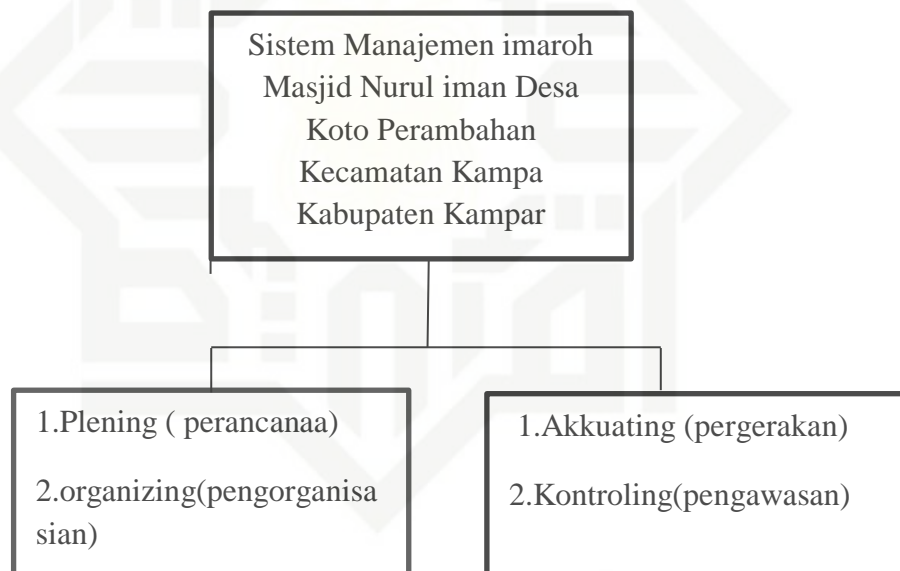 Sistem Manajemen imaroh
Masjid Nurul iman Desa
Koto Perambahan
Kecamatan Kampa
Kabupaten Kampar
1.Plening ( perancanaa)
2.organizing(pengorganisa
sian)
1.Akkuating (pergerakan)
2.Kontroling(pengawasan)